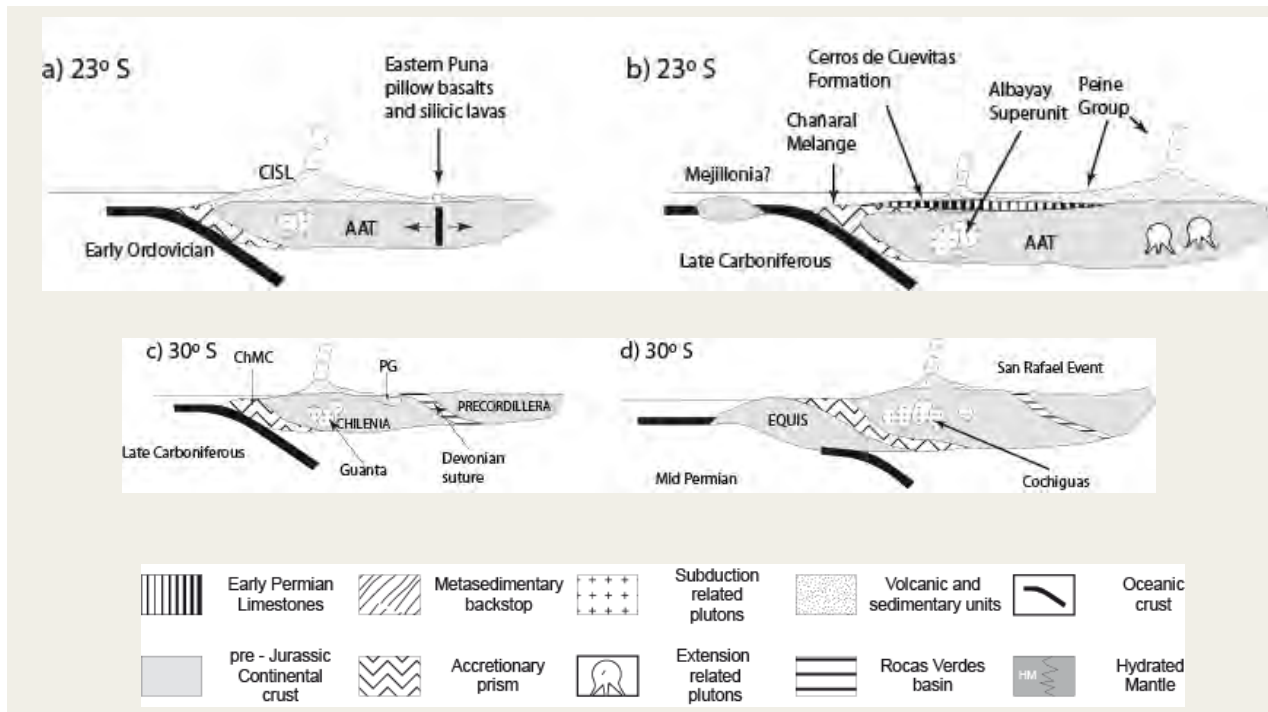 a) 23º S
Eastern Puna
pillow basalts
and silicic lavas
CISL
AAT
Early Ordovician
b) 23º S
Cerros de Cuevitas
Formation
Albayay
Superunit
Peine
Group
Chañaral
Melange
Mejillonia?
AAT
Late Carboniferous
c) 30º S
ChMC
PG
PRECORDILLERA
CHILENIA
Late Carboniferous
Guanta
Devonian
suture
d) 30º S
San Rafael Event
EQUIS
Mid Permian
Cochiguas
Early Permian
Limestones
Metasedimentary
backstop
Subduction
related
plutons
Volcanic and
sedimentary units
Oceanic
crust
pre - Jurassic
Continental
crust
Accretionary
prism
Extension
related
plutons
Rocas Verdes
basin
HM
Hydrated
Mantle